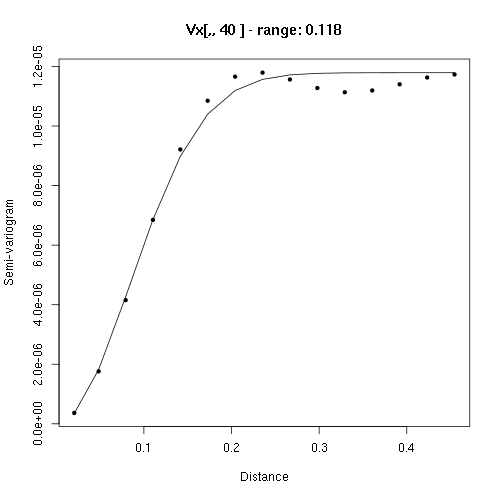 Vx[,, 40 ] - range: 0.118
1.2e-05
1.0e-05
8.0e-06
6.0e-06
4.0e-06
2.0e-06
0.0e+00
Semi-variogram
0.1 0.2 0.3 0.4
Distance